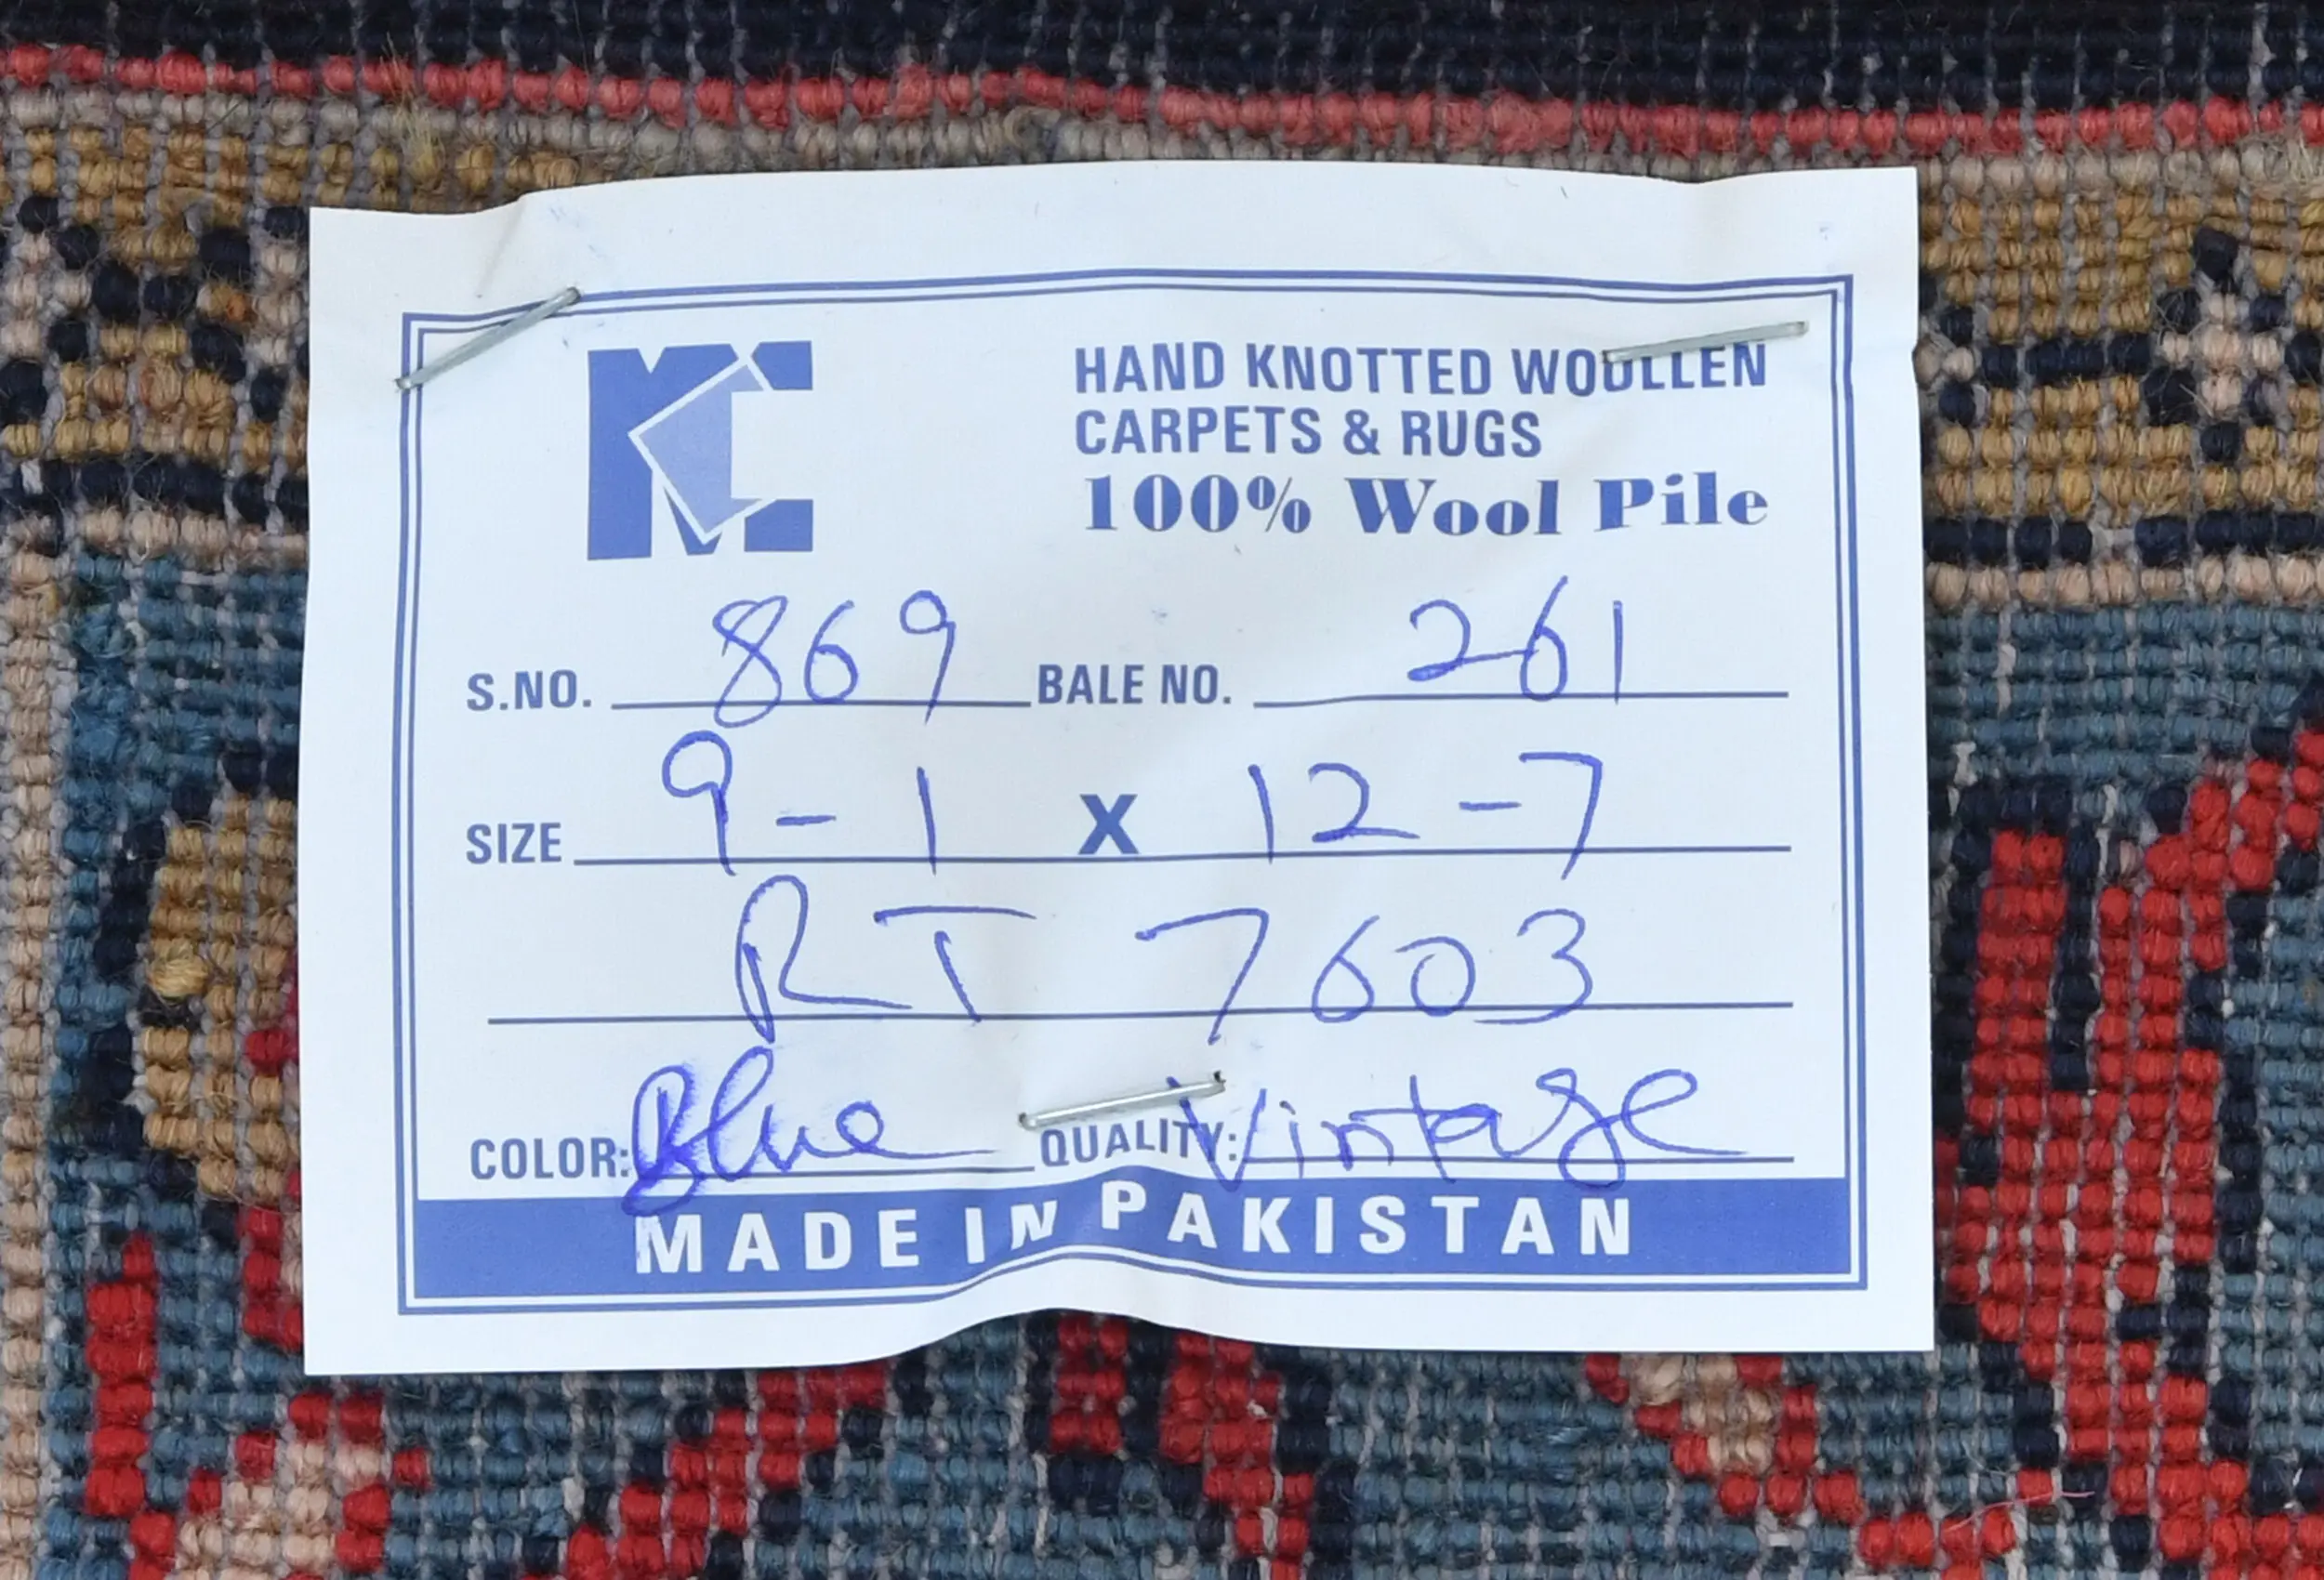 KC
HAND KNOTTED WOOLLEN
CARPETS & RUGS
100% Wool Pile
S.NO. 869 BALE NO. 261
SIZE 9-1 X 12-7
RT 7603
COLOR: Blue QUALITY: Vintage
MADE IN PAKISTAN